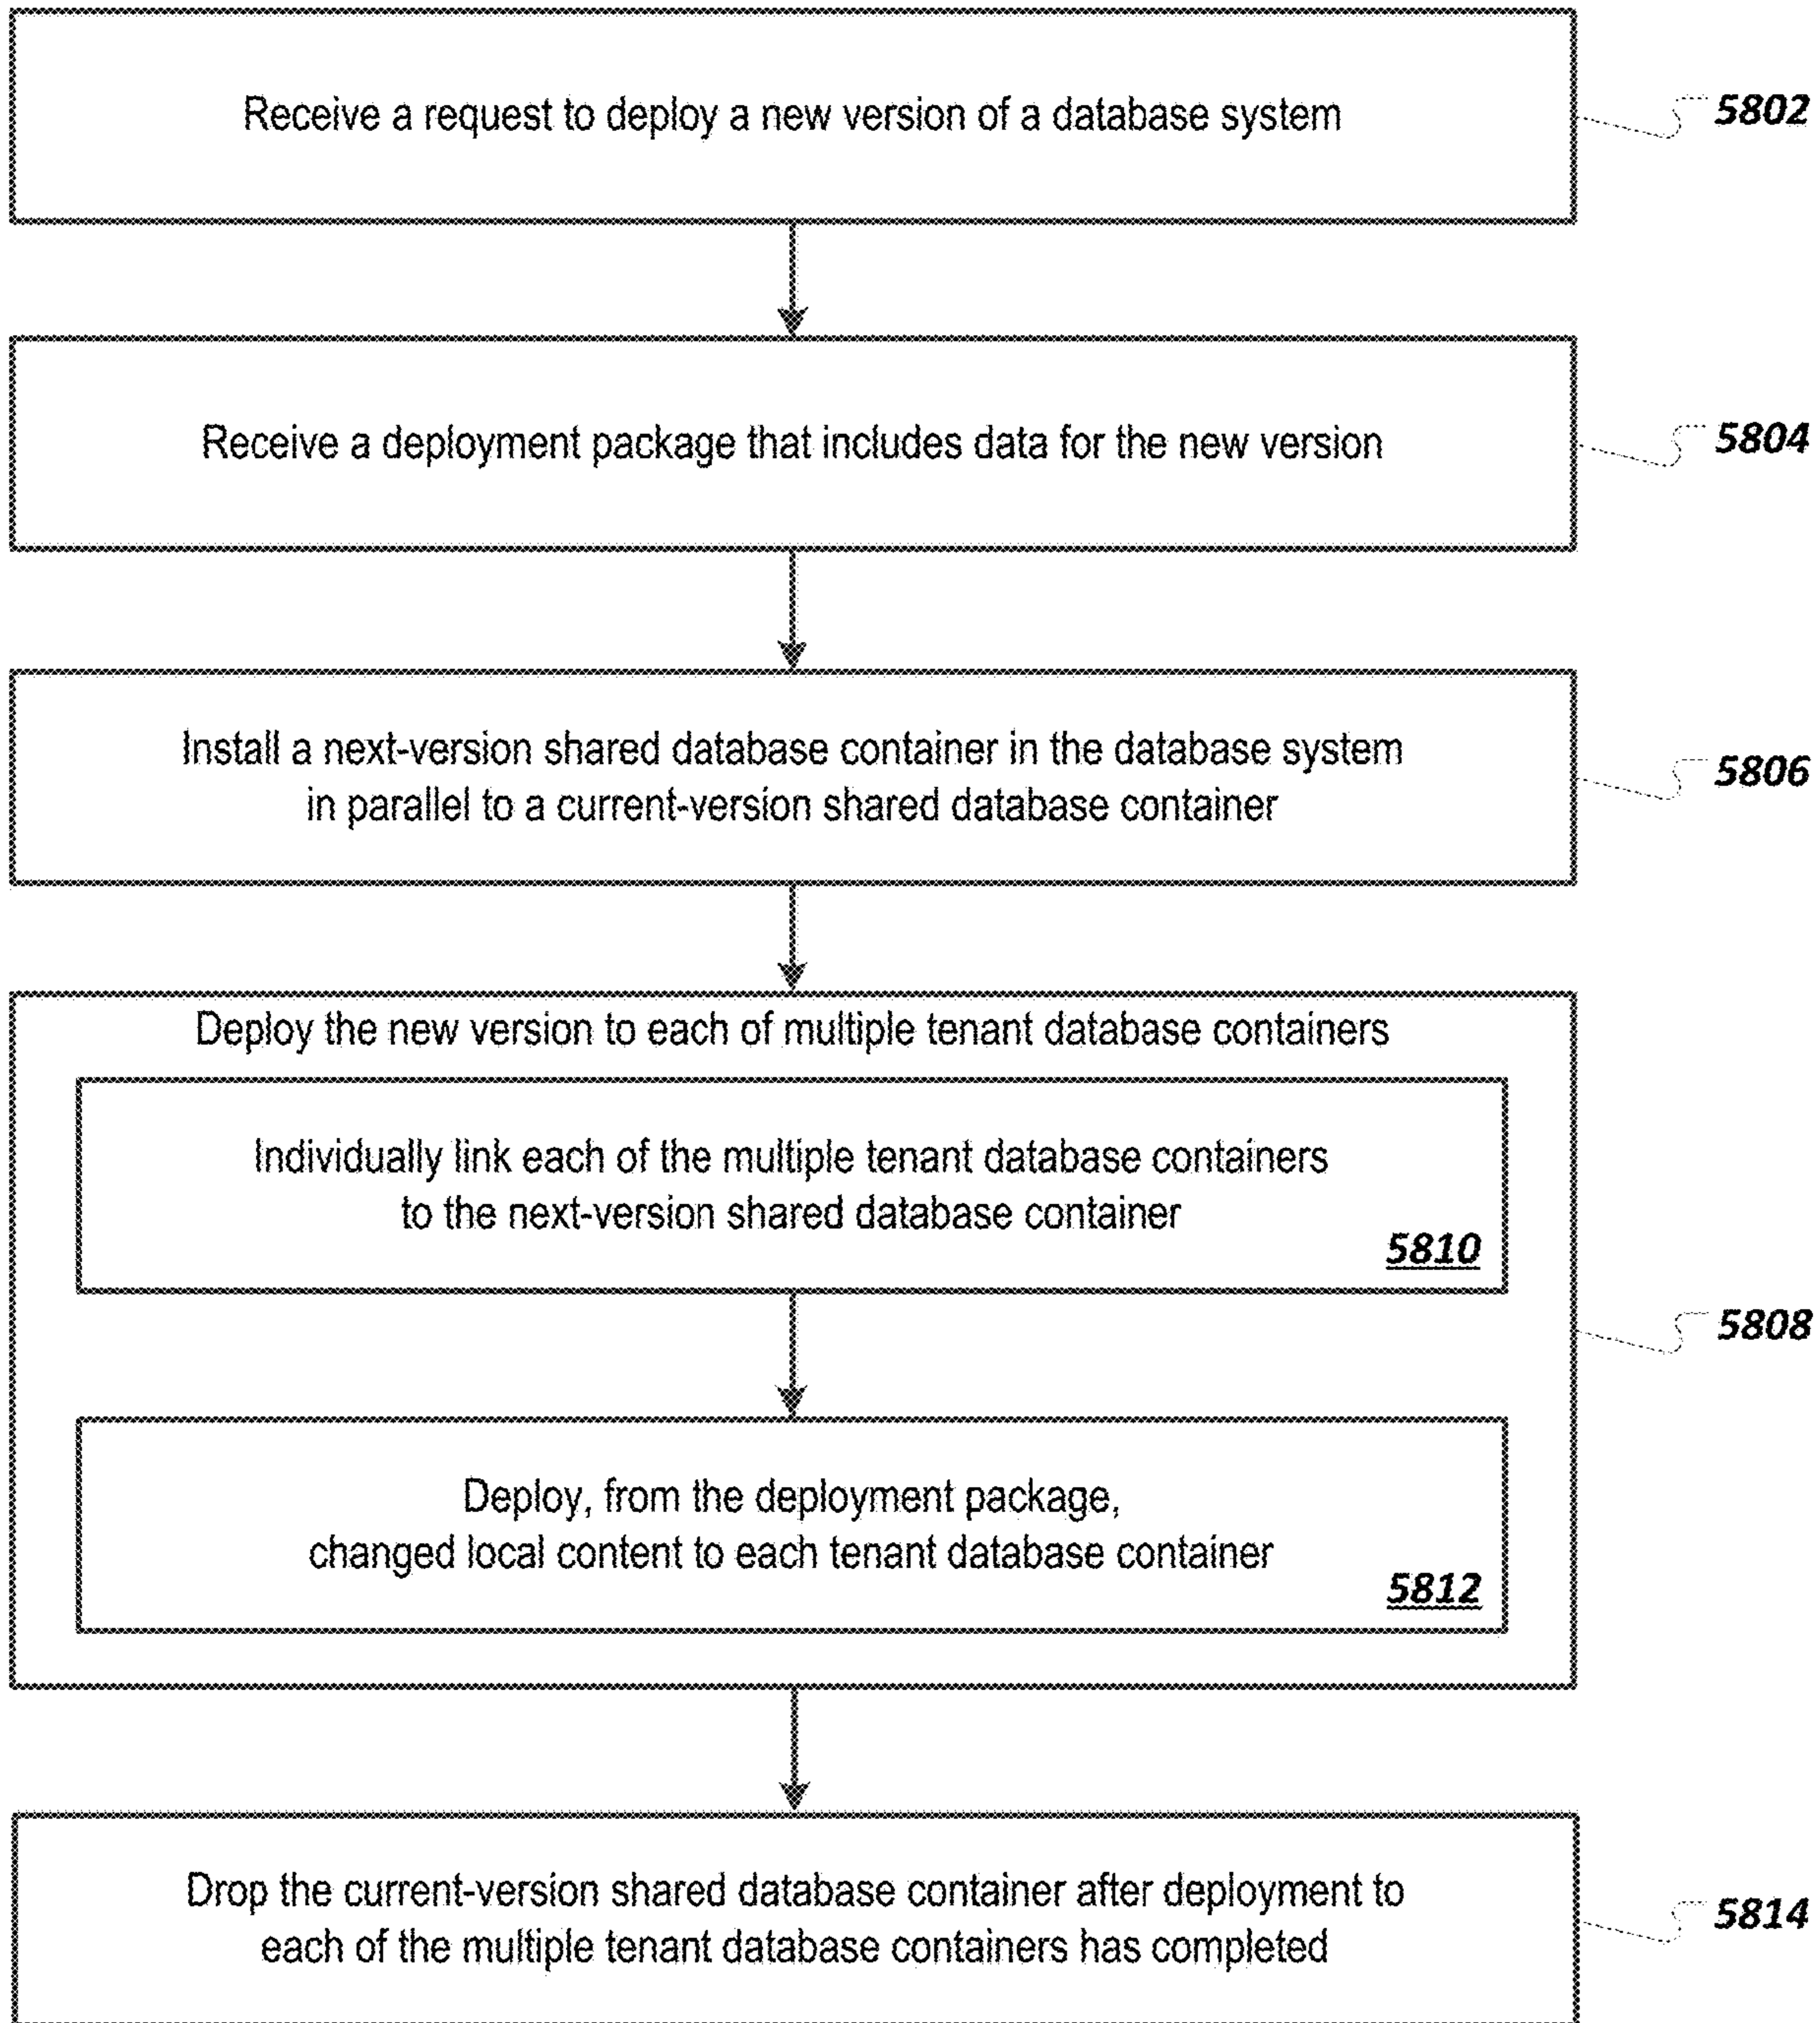 Receive a request to deploy a new version of a database system
5802
Receive a deployment package that includes data for the new version
5804
Install a next-version shared database container in the database system
in parallel to a current-version shared database container
5806
Deploy the new version to each of multiple tenant database containers
Individually link each of the multiple tenant database containers
to the next-version shared database container
5810
5808
Deploy, from the deployment package,
changed local content to each tenant database container
5812
Drop the current-version shared database container after deployment to
each of the multiple tenant database containers has completed
5814